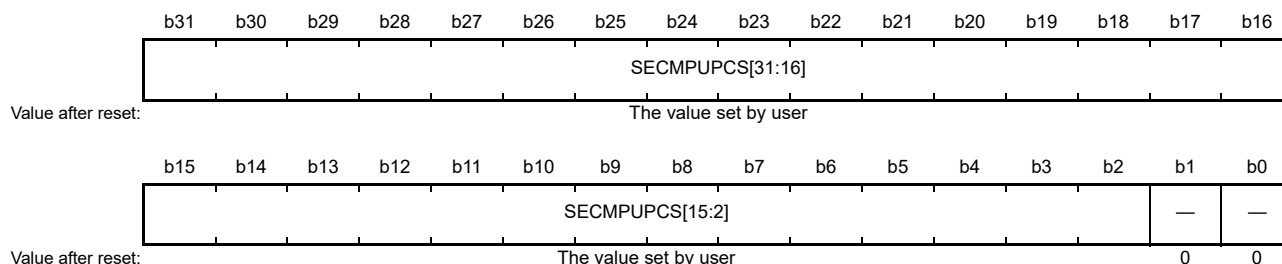 b31 b30 b29 b28 b27 b26 b25 b24 b23 b22 b21 b20 b19 b18 b17 b16
SECMPUPCS[31:16]
Value after reset: The value set by user
b15 b14 b13 b12 b11 b10 b9 b8 b7 b6 b5 b4 b3 b2 b1 b0
SECMPUPCS[15:2] — —
Value after reset: The value set by user 0 0